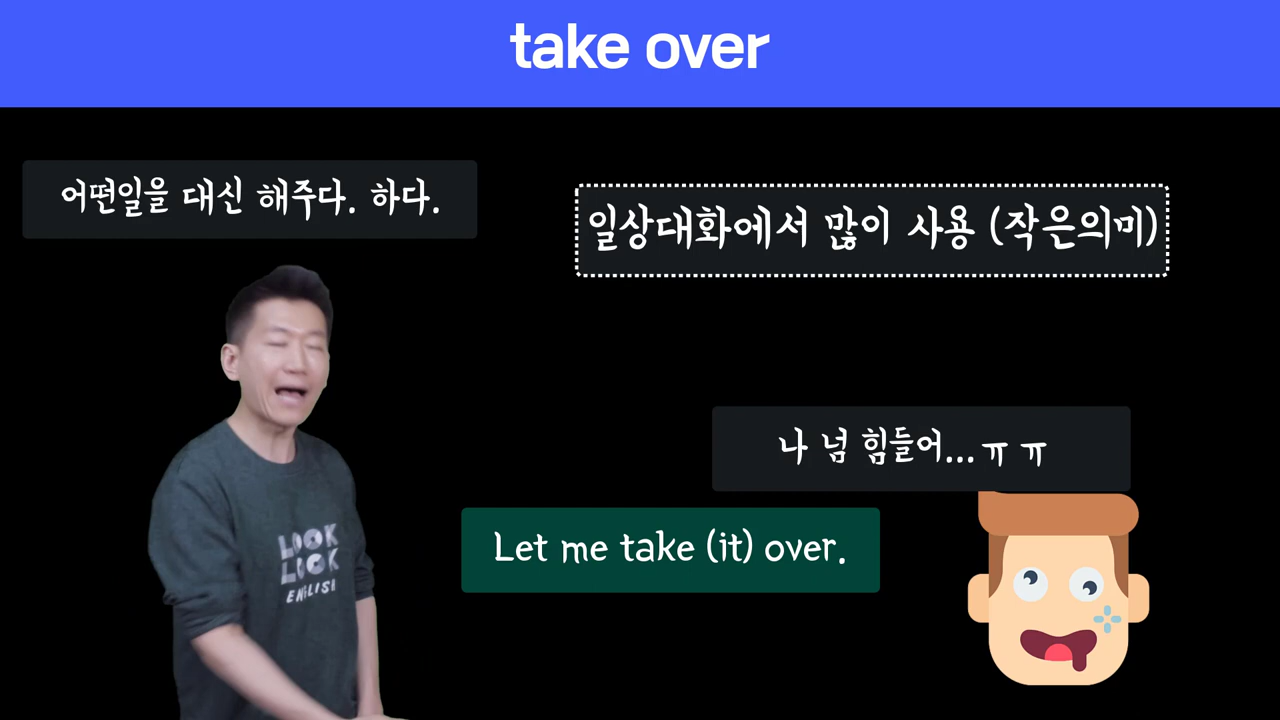 take over
어떤일을 대신 해주다. 하다.
일상대화에서 많이 사용 (작은의미)
나 넘 힘들어...ㅠㅠ
Let me take (it) over.
LOOK
LOOK
ENGLISH